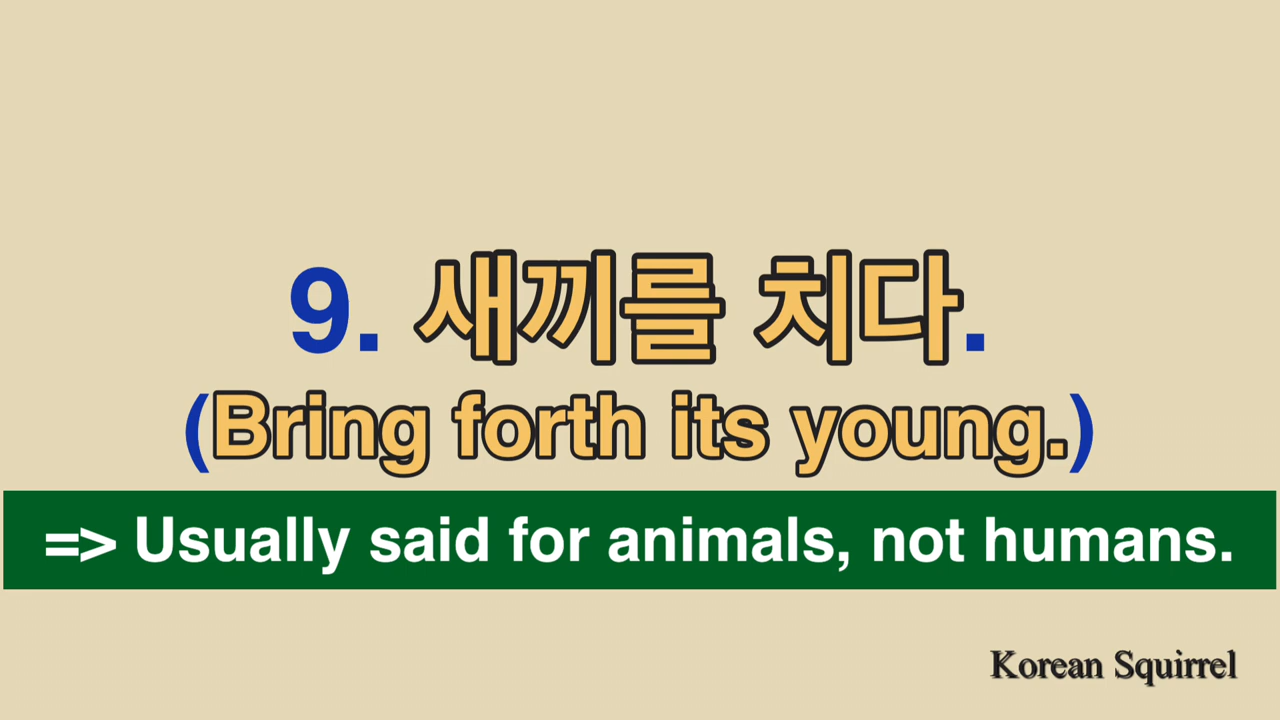 9. 새끼를 치다.
(Bring forth its young.)
=> Usually said for animals, not humans.
Korean Squirrel